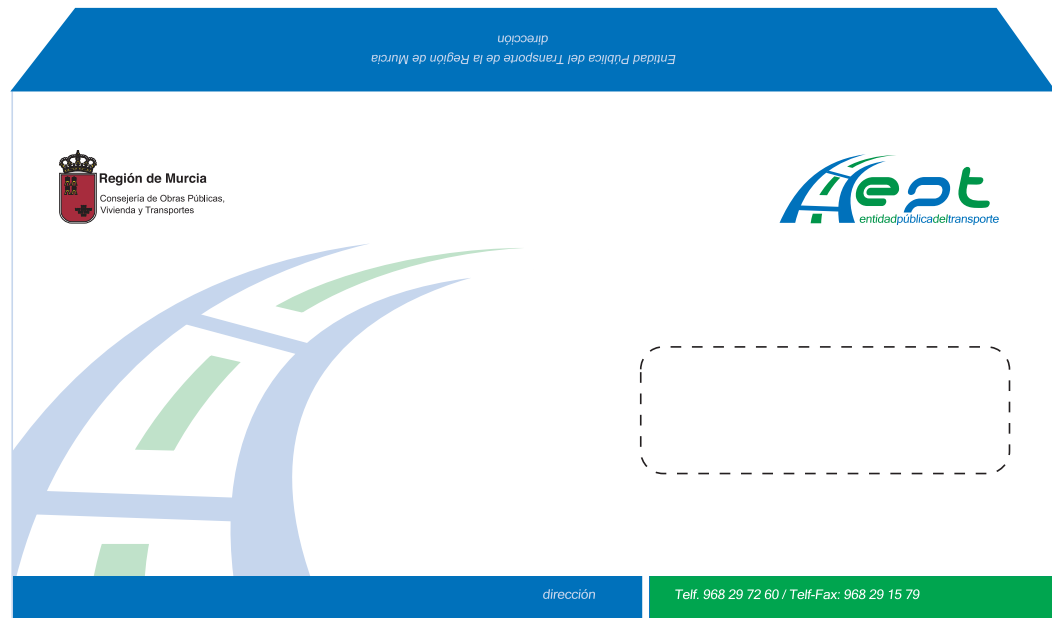 dirección
Entidad Pública del Transporte de la Región de Murcia
Región de Murcia
Consejería de Obras Públicas,
Vivienda y Transportes
ept
entidadpúblicadeltransporte
dirección
Telf. 968 29 72 60 / Telf-Fax: 968 29 15 79